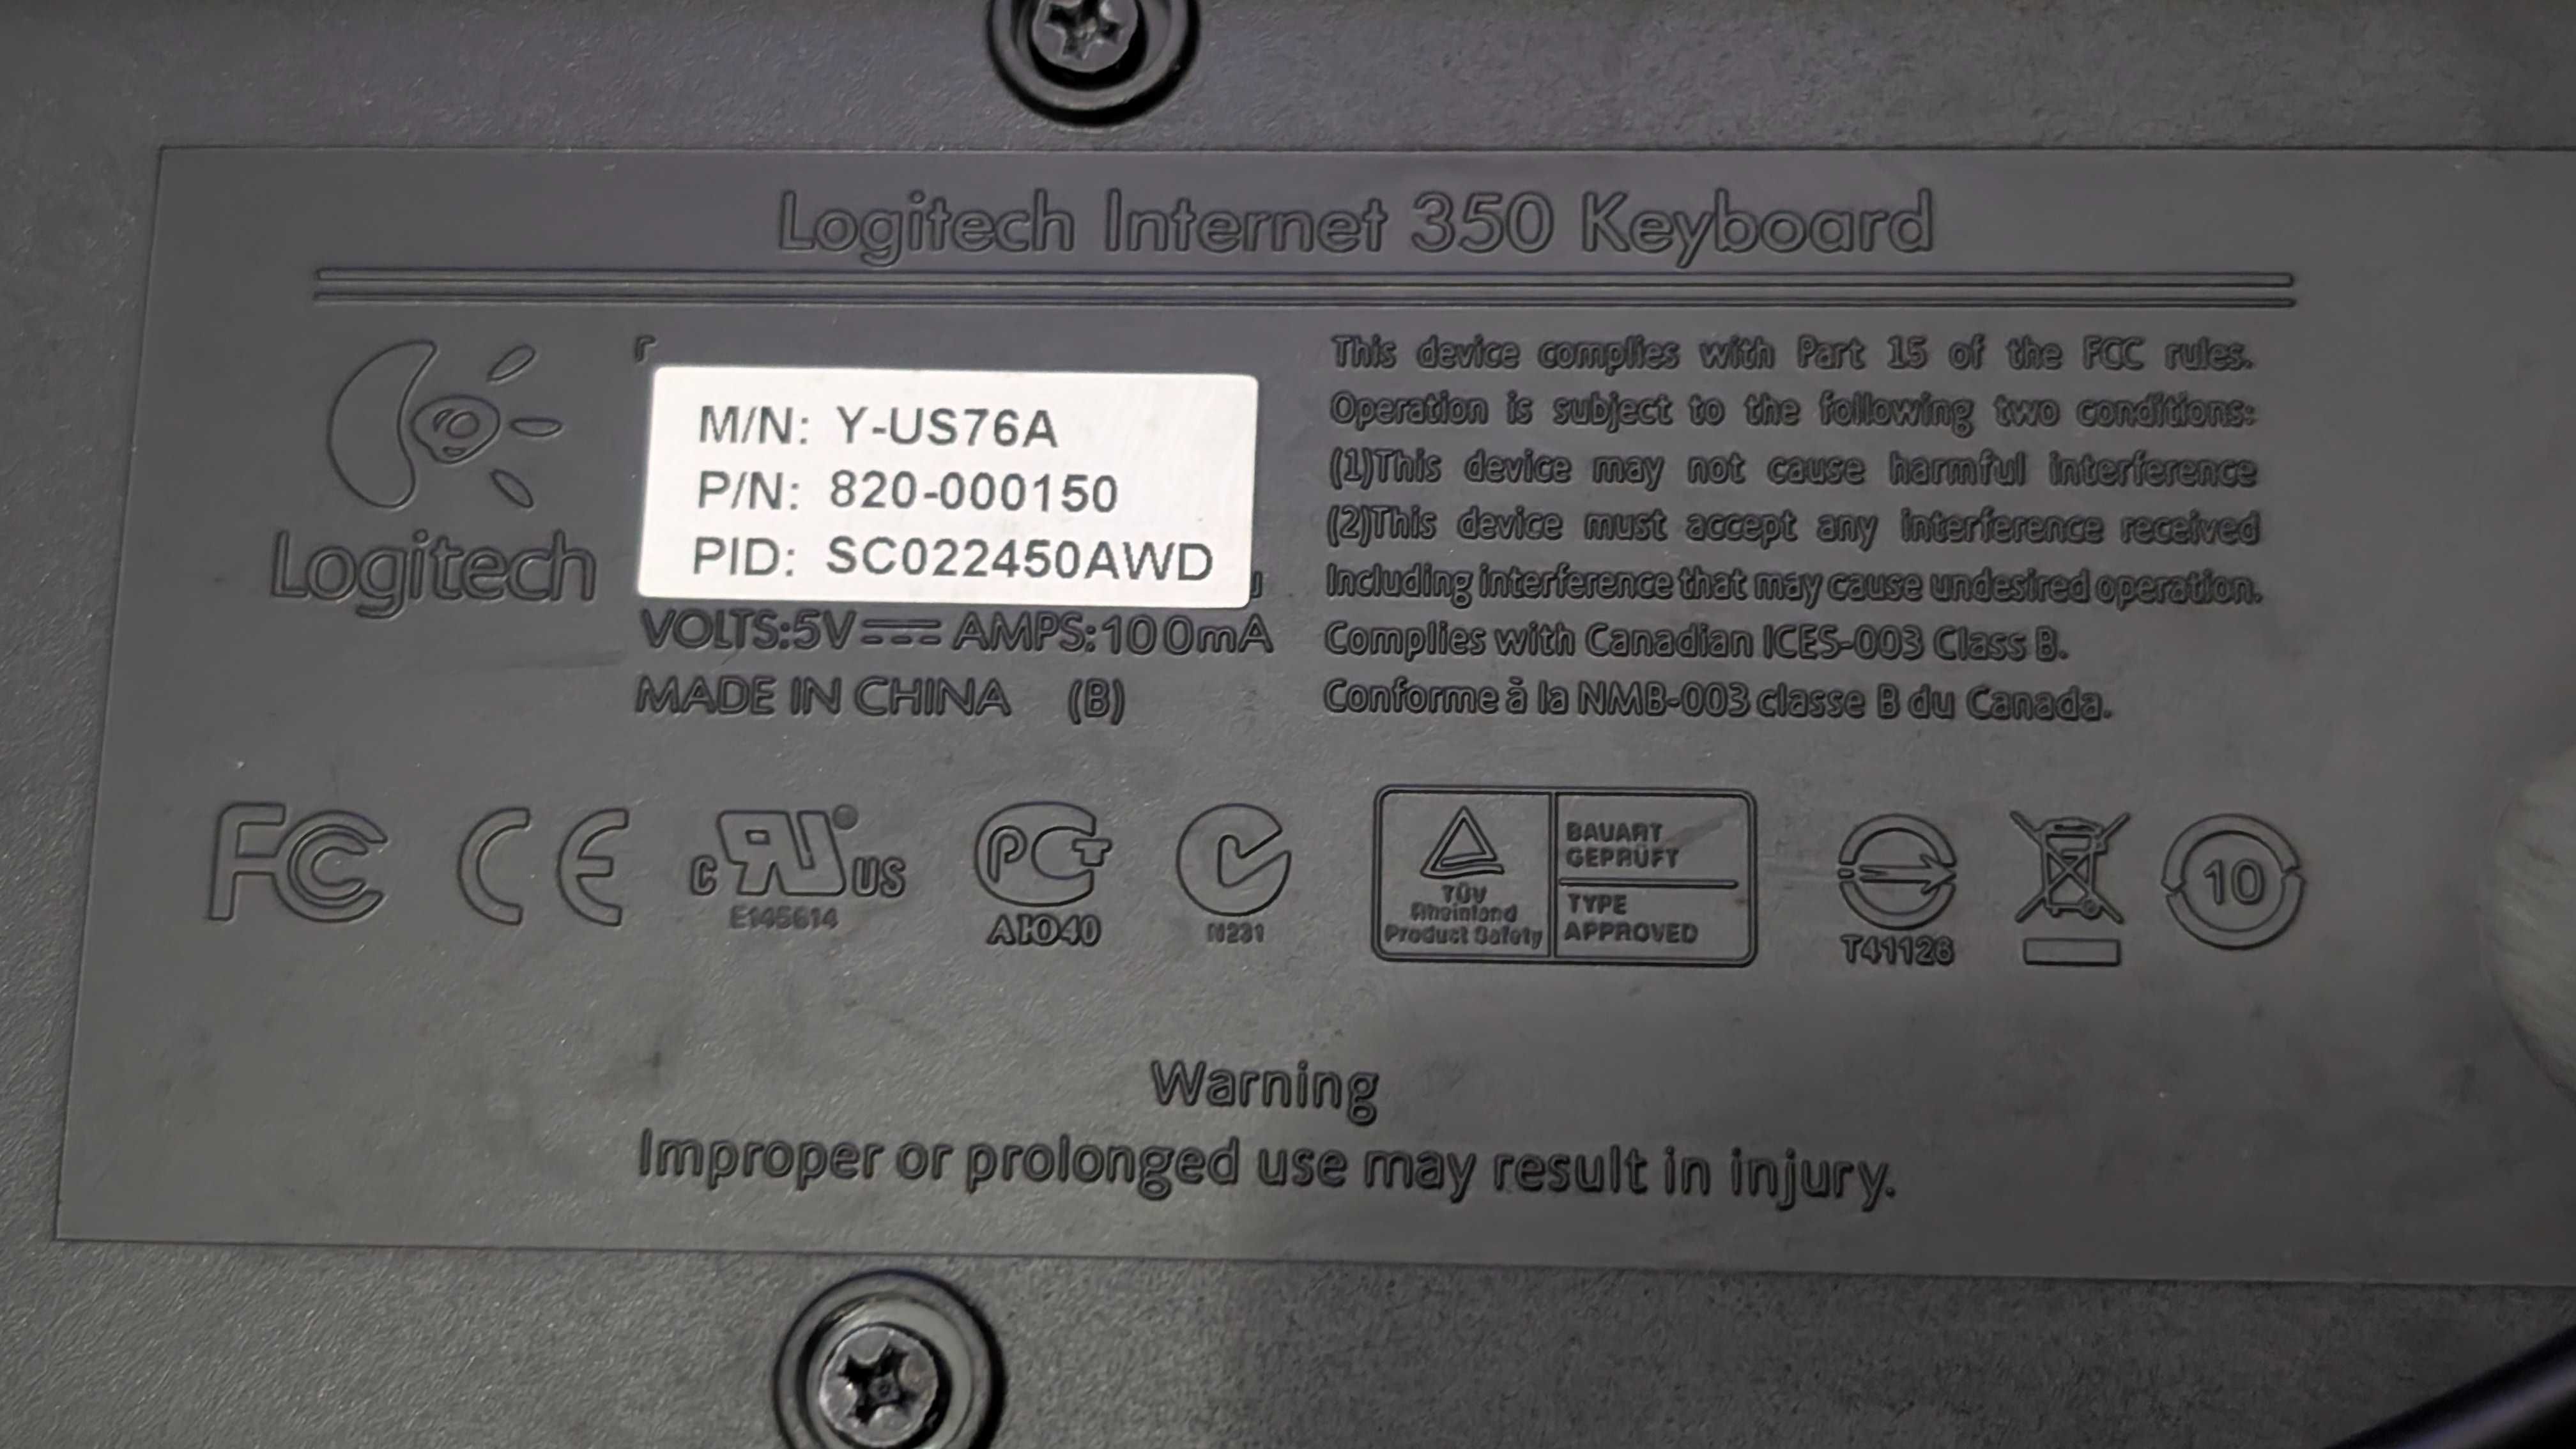 Logitech Internet 350 Keyboard
Logitech
M/N: Y-US76A
P/N: 820-000150
PID: SC022450AWD
VOLTS:5V⎓AMPS:100mA
MADE IN CHINA (B)
This device complies with Part 15 of the FCC rules.
Operation is subject to the following two conditions:
(1)This device may not cause harmful interference
(2)This device must accept any interference received
Including interference that may cause undesired operation.
Complies with Canadian ICES-003 Class B.
Conforme à la NMB-003 classe B du Canada.
FC
CE
C US
E145614
PCT
N231
TÜV
Rheinland
Product Safety
BAUART
GEPRÜFT
TYPE
APPROVED
T41126
10
Warning
Improper or prolonged use may result in injury.